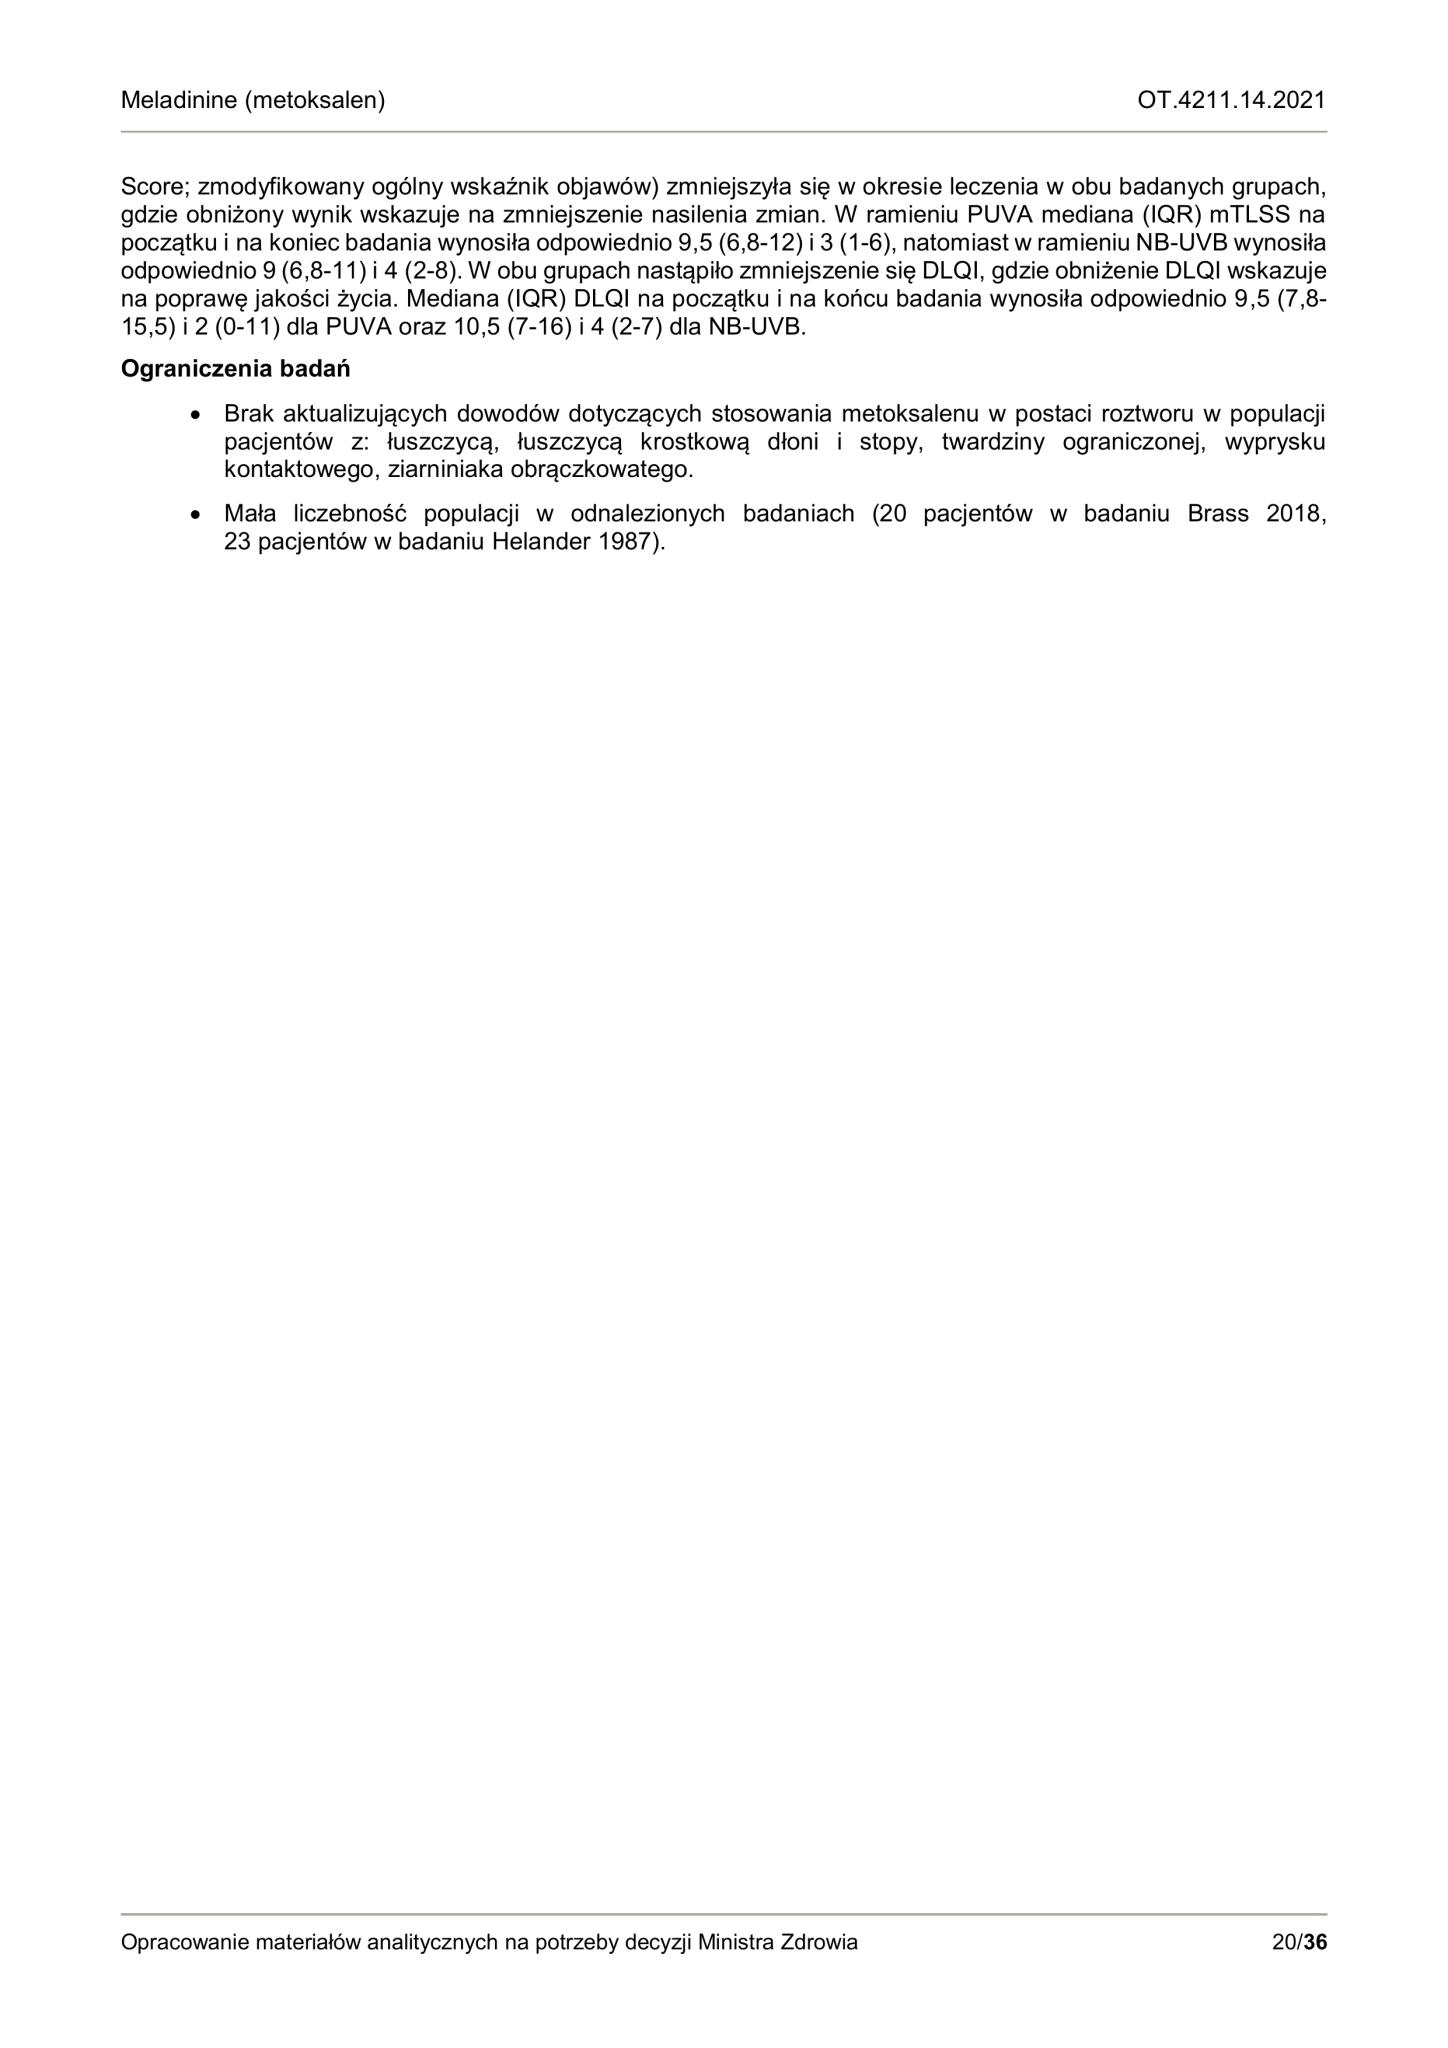 Meladinine (metoksalen) OT.4211.14.2021
Score; zmodyfikowany ogólny wskaźnik objawów) zmniejszyła się w okresie leczenia w obu badanych grupach,
gdzie obniżony wynik wskazuje na zmniejszenie nasilenia zmian. W ramieniu PUVA mediana (IQR) mTLSS na
początku i na koniec badania wynosiła odpowiednio 9,5 (6,8-12) i 3 (1-6), natomiast w ramieniu NB-UVB wynosiła
odpowiednio 9 (6,8-11) i 4 (2-8). W obu grupach nastąpiło zmniejszenie się DLQI, gdzie obniżenie DLQI wskazuje
na poprawę jakości życia. Mediana (IQR) DLQI na początku i na końcu badania wynosiła odpowiednio 9,5 (7,8-
15,5) i 2 (0-11) dla PUVA oraz 10,5 (7-16) i 4 (2-7) dla NB-UVB.
Ograniczenia badań
• Brak aktualizujących dowodów dotyczących stosowania metoksalenu w postaci roztworu w populacji
pacjentów z: łuszczycą, łuszczycą krostkową dłoni i stopy, twardziny ograniczonej, wyprysku
kontaktowego, ziarniniaka obrączkowatego.
• Mała liczebność populacji w odnalezionych badaniach (20 pacjentów w badaniu Brass 2018,
23 pacjentów w badaniu Helander 1987).
Opracowanie materiałów analitycznych na potrzeby decyzji Ministra Zdrowia 20/36